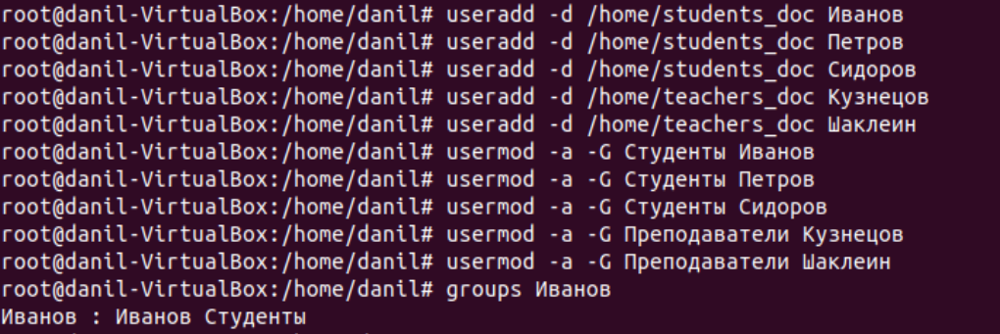 root@danil-VirtualBox:/home/danil# useradd -d /home/students_doc Иванов
root@danil-VirtualBox:/home/danil# useradd -d /home/students_doc Петров
root@danil-VirtualBox:/home/danil# useradd -d /home/students_doc Сидоров
root@danil-VirtualBox:/home/danil# useradd -d /home/teachers_doc Кузнецов
root@danil-VirtualBox:/home/danil# useradd -d /home/teachers_doc Шаклеин
root@danil-VirtualBox:/home/danil# usermod -a -G Студенты Иванов
root@danil-VirtualBox:/home/danil# usermod -a -G Студенты Петров
root@danil-VirtualBox:/home/danil# usermod -a -G Студенты Сидоров
root@danil-VirtualBox:/home/danil# usermod -a -G Преподаватели Кузнецов
root@danil-VirtualBox:/home/danil# usermod -a -G Преподаватели Шаклеин
root@danil-VirtualBox:/home/danil# groups Иванов
Иванов : Иванов Студенты